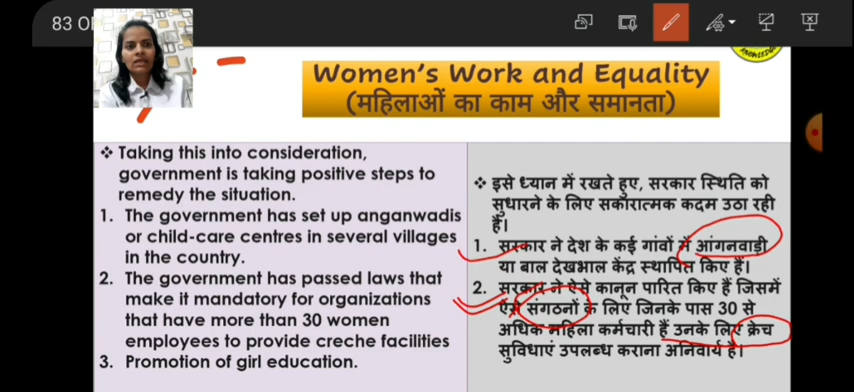 83 O
Women's Work and Equality
(महिलाओं का काम और समानता)
❖ Taking this into consideration,
government is taking positive steps to
remedy the situation.
1. The government has set up anganwadis
or child-care centres in several villages
in the country.
2. The government has passed laws that
make it mandatory for organizations
that have more than 30 women
employees to provide creche facilities
3. Promotion of girl education.
❖ इसे ध्यान में रखते हुए, सरकार स्थिति को
सुधारने के लिए सकारात्मक कदम उठा रही
है।
1. सरकार ने देश के कई गांवों में आंगनवाड़ी
या बाल देखभाल केंद्र स्थापित किए हैं।
2. सरकार ने ऐसे कानून पारित किए हैं जिसमें
ऐसे संगठनों के लिए जिनके पास 30 से
अधिक महिला कर्मचारी हैं उनके लिए क्रेच
सुविधाएं उपलब्ध कराना अनिवार्य है।